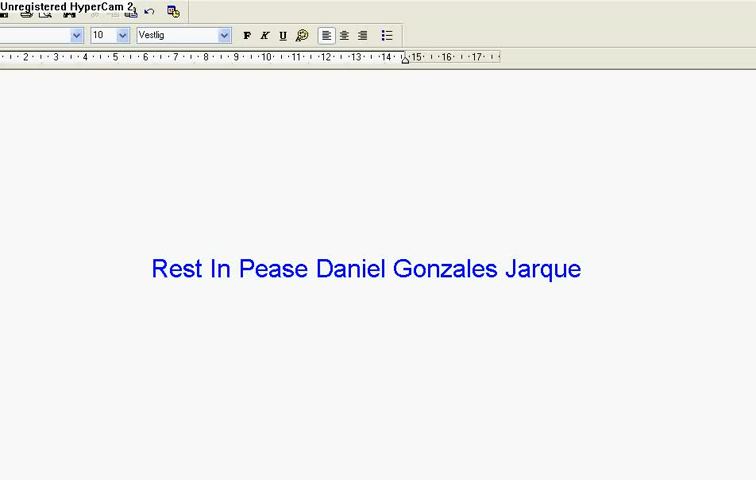 Unregistered HyperCam 2
10 Vestlig F K U
2 3 4 5 6 7 8 9 10 11 12 13 14 15 16 17
Rest In Pease Daniel Gonzales Jarque